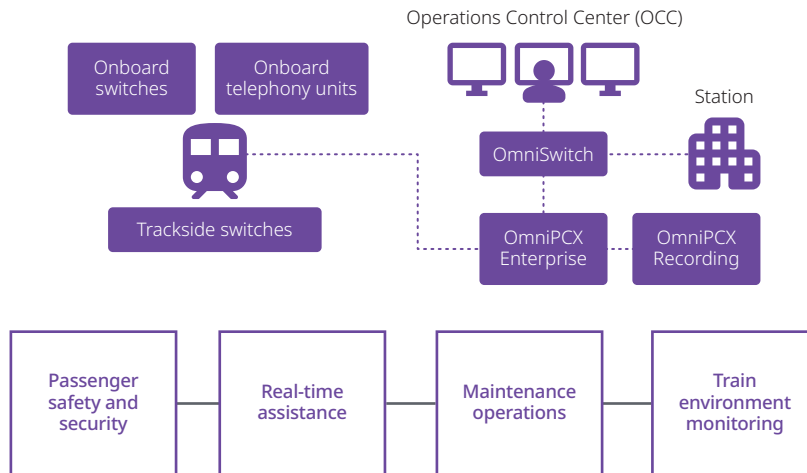 Operations Control Center (OCC)
Onboard
switches
Onboard
telephony units
Station
OmniSwitch
Trackside switches
OmniPCX
Enterprise
OmniPCX
Recording
Passenger
safety and
security
Real-time
assistance
Maintenance
operations
Train
environment
monitoring